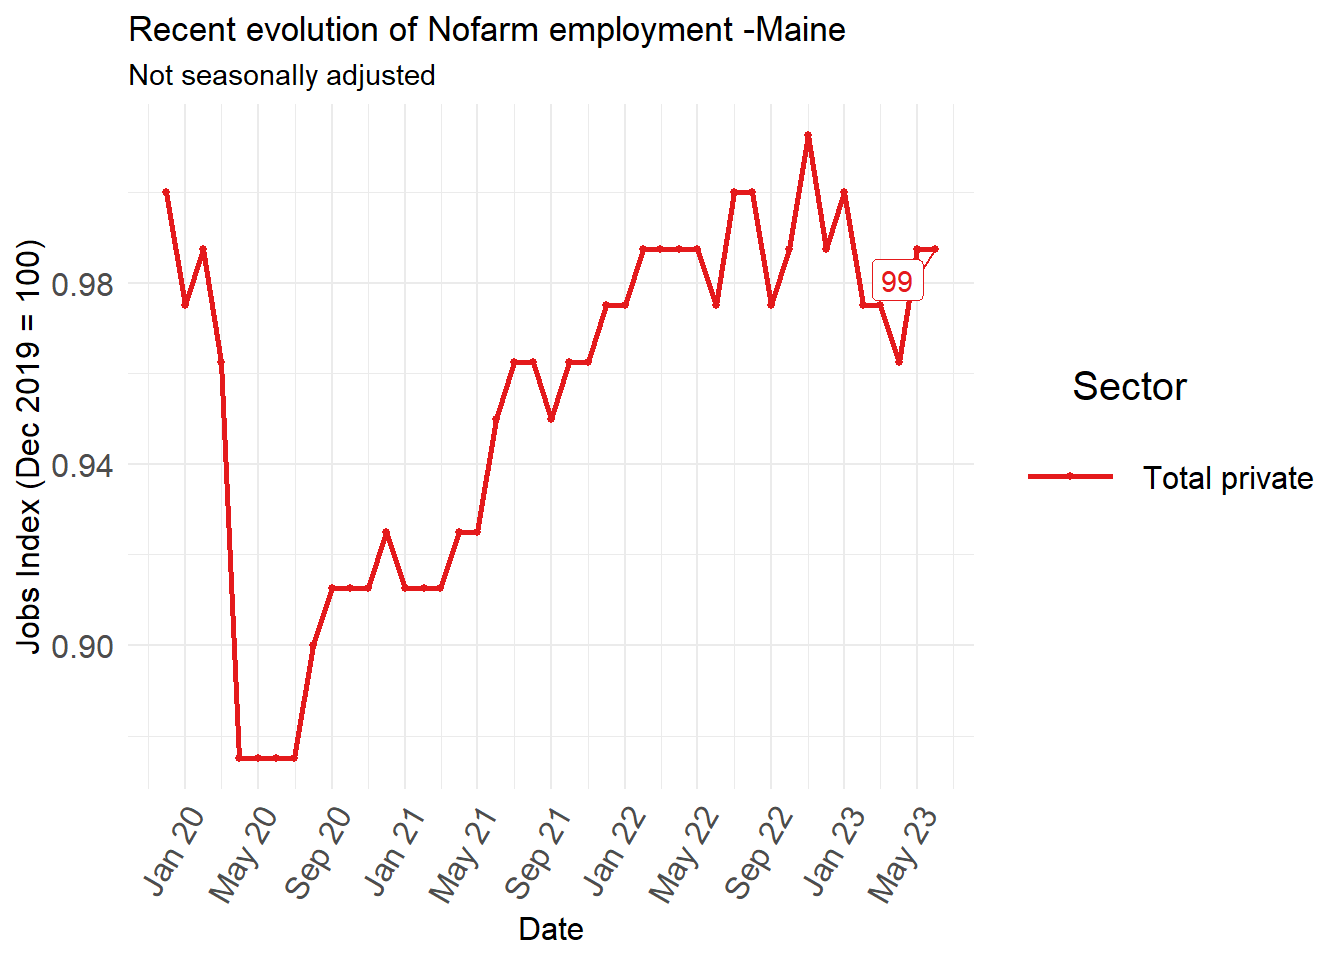 Recent evolution of Nofarm employment -Maine
Not seasonally adjusted
Jobs Index (Dec 2019 = 100)
0.98
0.94
0.90
99
Sector
Total private
Jan 20
May 20
Sep 20
Jan 21
May 21
Sep 21
Jan 22
May 22
Sep 22
Jan 23
May 23
Date